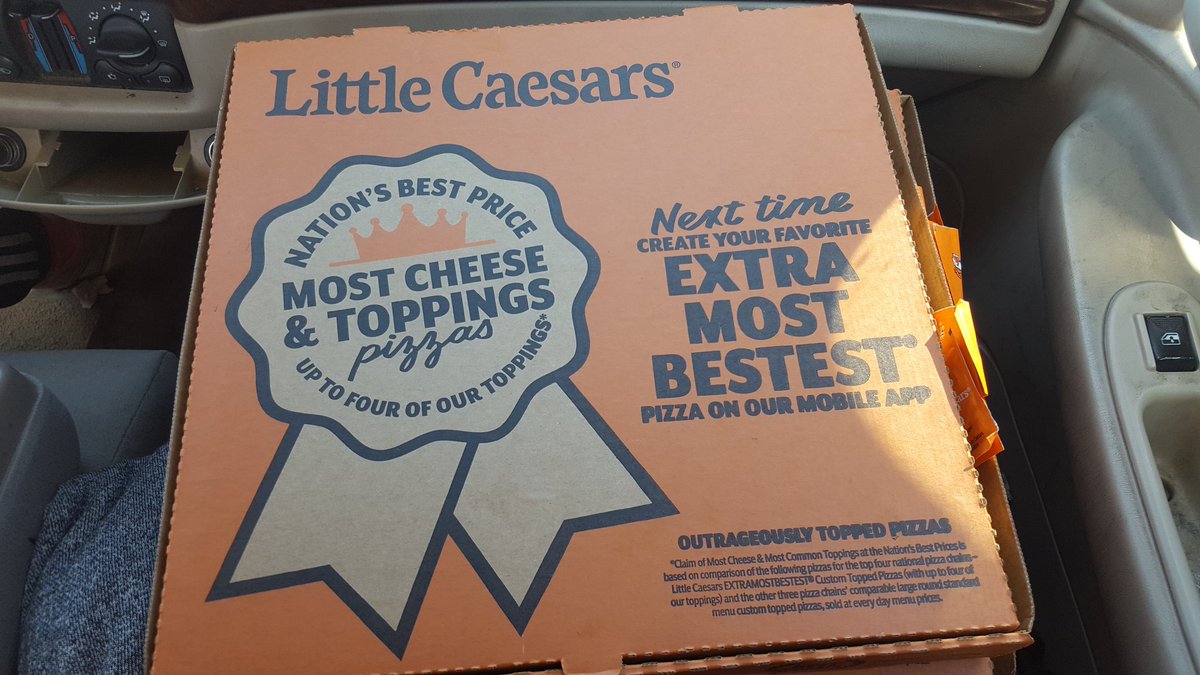 Little Caesars®
NATION'S BEST PRICE
MOST CHEESE
& TOPPINGS
pizzas
UP TO FOUR OF OUR TOPPINGS*
Next time
CREATE YOUR FAVORITE
EXTRA
MOST
BESTEST®
PIZZA ON OUR MOBILE APP
OUTRAGEOUSLY TOPPED PIZZAS
*Claim of Most Cheese & Most Common Toppings at the Nation's Best Prices is
based on comparison of the following pizzas for the top four national pizza chains–
Little Caesars EXTRAMOSTBESTEST® Custom Topped Pizzas (with up to four of
our toppings) and the other three pizza chains' comparable large round standard
menu custom topped pizzas, sold at every day menu prices.